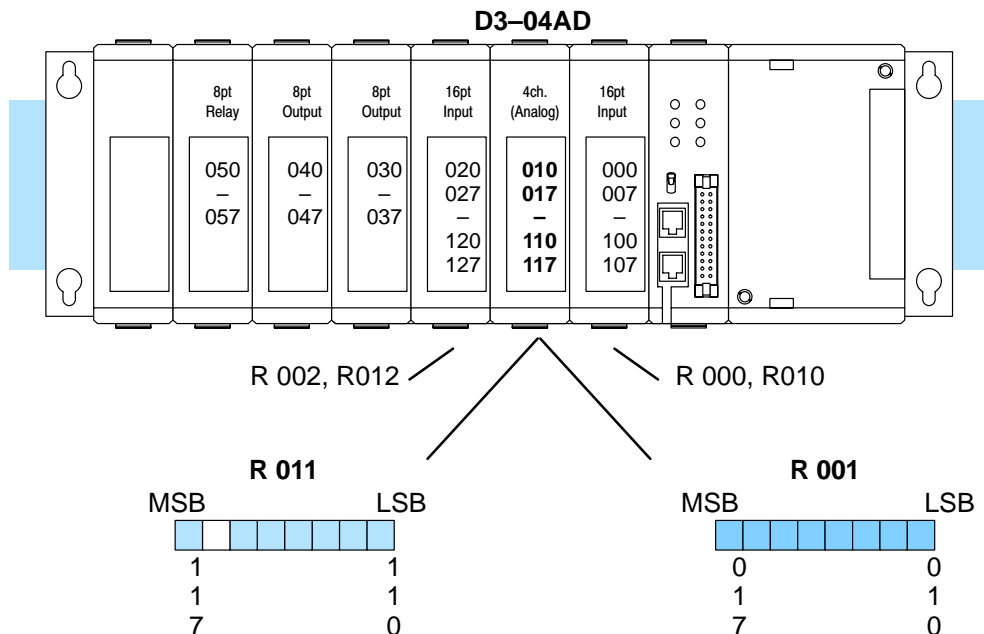 D3–04AD
8pt Relay
8pt Output
8pt Output
16pt Input
4ch. (Analog)
16pt Input
050 – 057
040 – 047
030 – 037
020 027 – 120 127
010 017 – 110 117
000 007 – 100 107
R 002, R012
R 000, R010
R 011
MSB LSB
1 1
1 1
7 0
R 001
MSB LSB
0 0
1 1
7 0